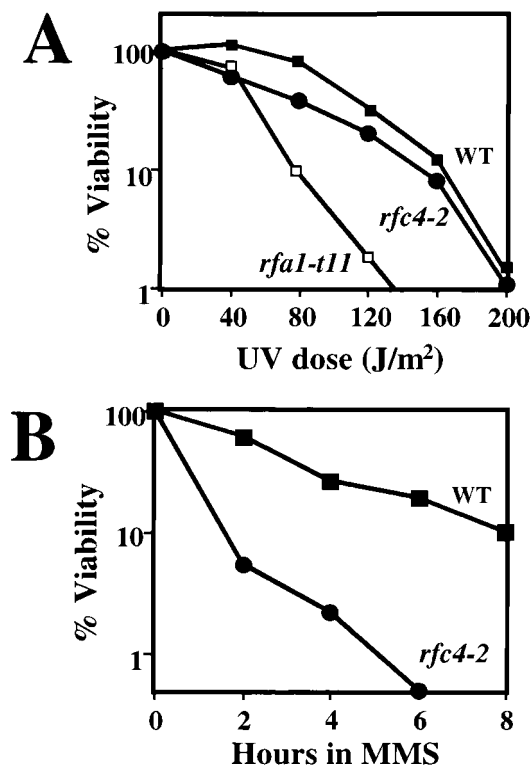 A
100
10
1
% Viability
WT
rfc4-2
rfa1-t11
0 40 80 120 160 200
UV dose (J/m²)
B
100
10
1
% Viability
WT
rfc4-2
0 2 4 6 8
Hours in MMS